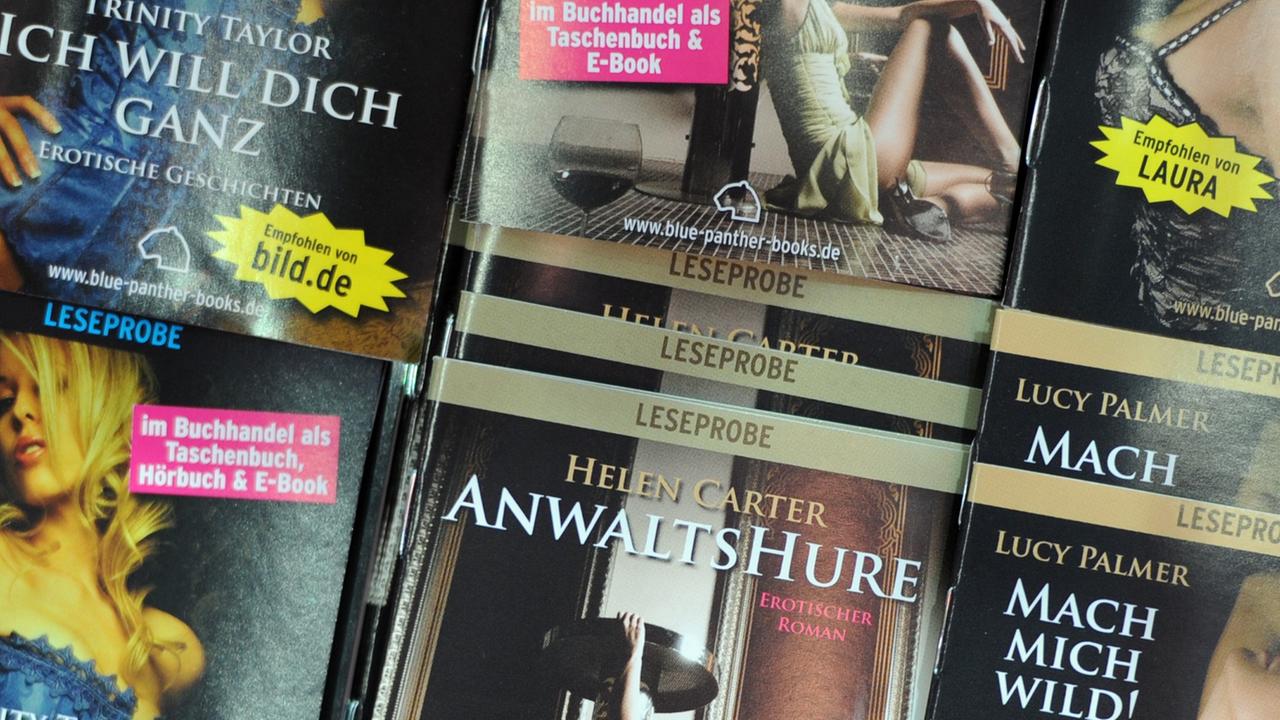 TRINITY TAYLOR
ICH WILL DICH
GANZ
EROTISCHE GESCHICHTEN
Empfohlen von
bild.de
www.blue-panther-books.de
LESEPROBE
im Buchhandel als
Taschenbuch,
Hörbuch & E-Book
im Buchhandel als
Taschenbuch &
E-Book
www.blue-panther-books.de
LESEPROBE
HELEN CARTER
LESEPROBE
LESEPROBE
HELEN CARTER
ANWALTSHURE
EROTISCHER
ROMAN
Empfohlen von
LAURA
www.blue-pan
LESEPR
LUCY PALMER
MACH
LESEPRO
LUCY PALMER
MACH
MICH
WILD!